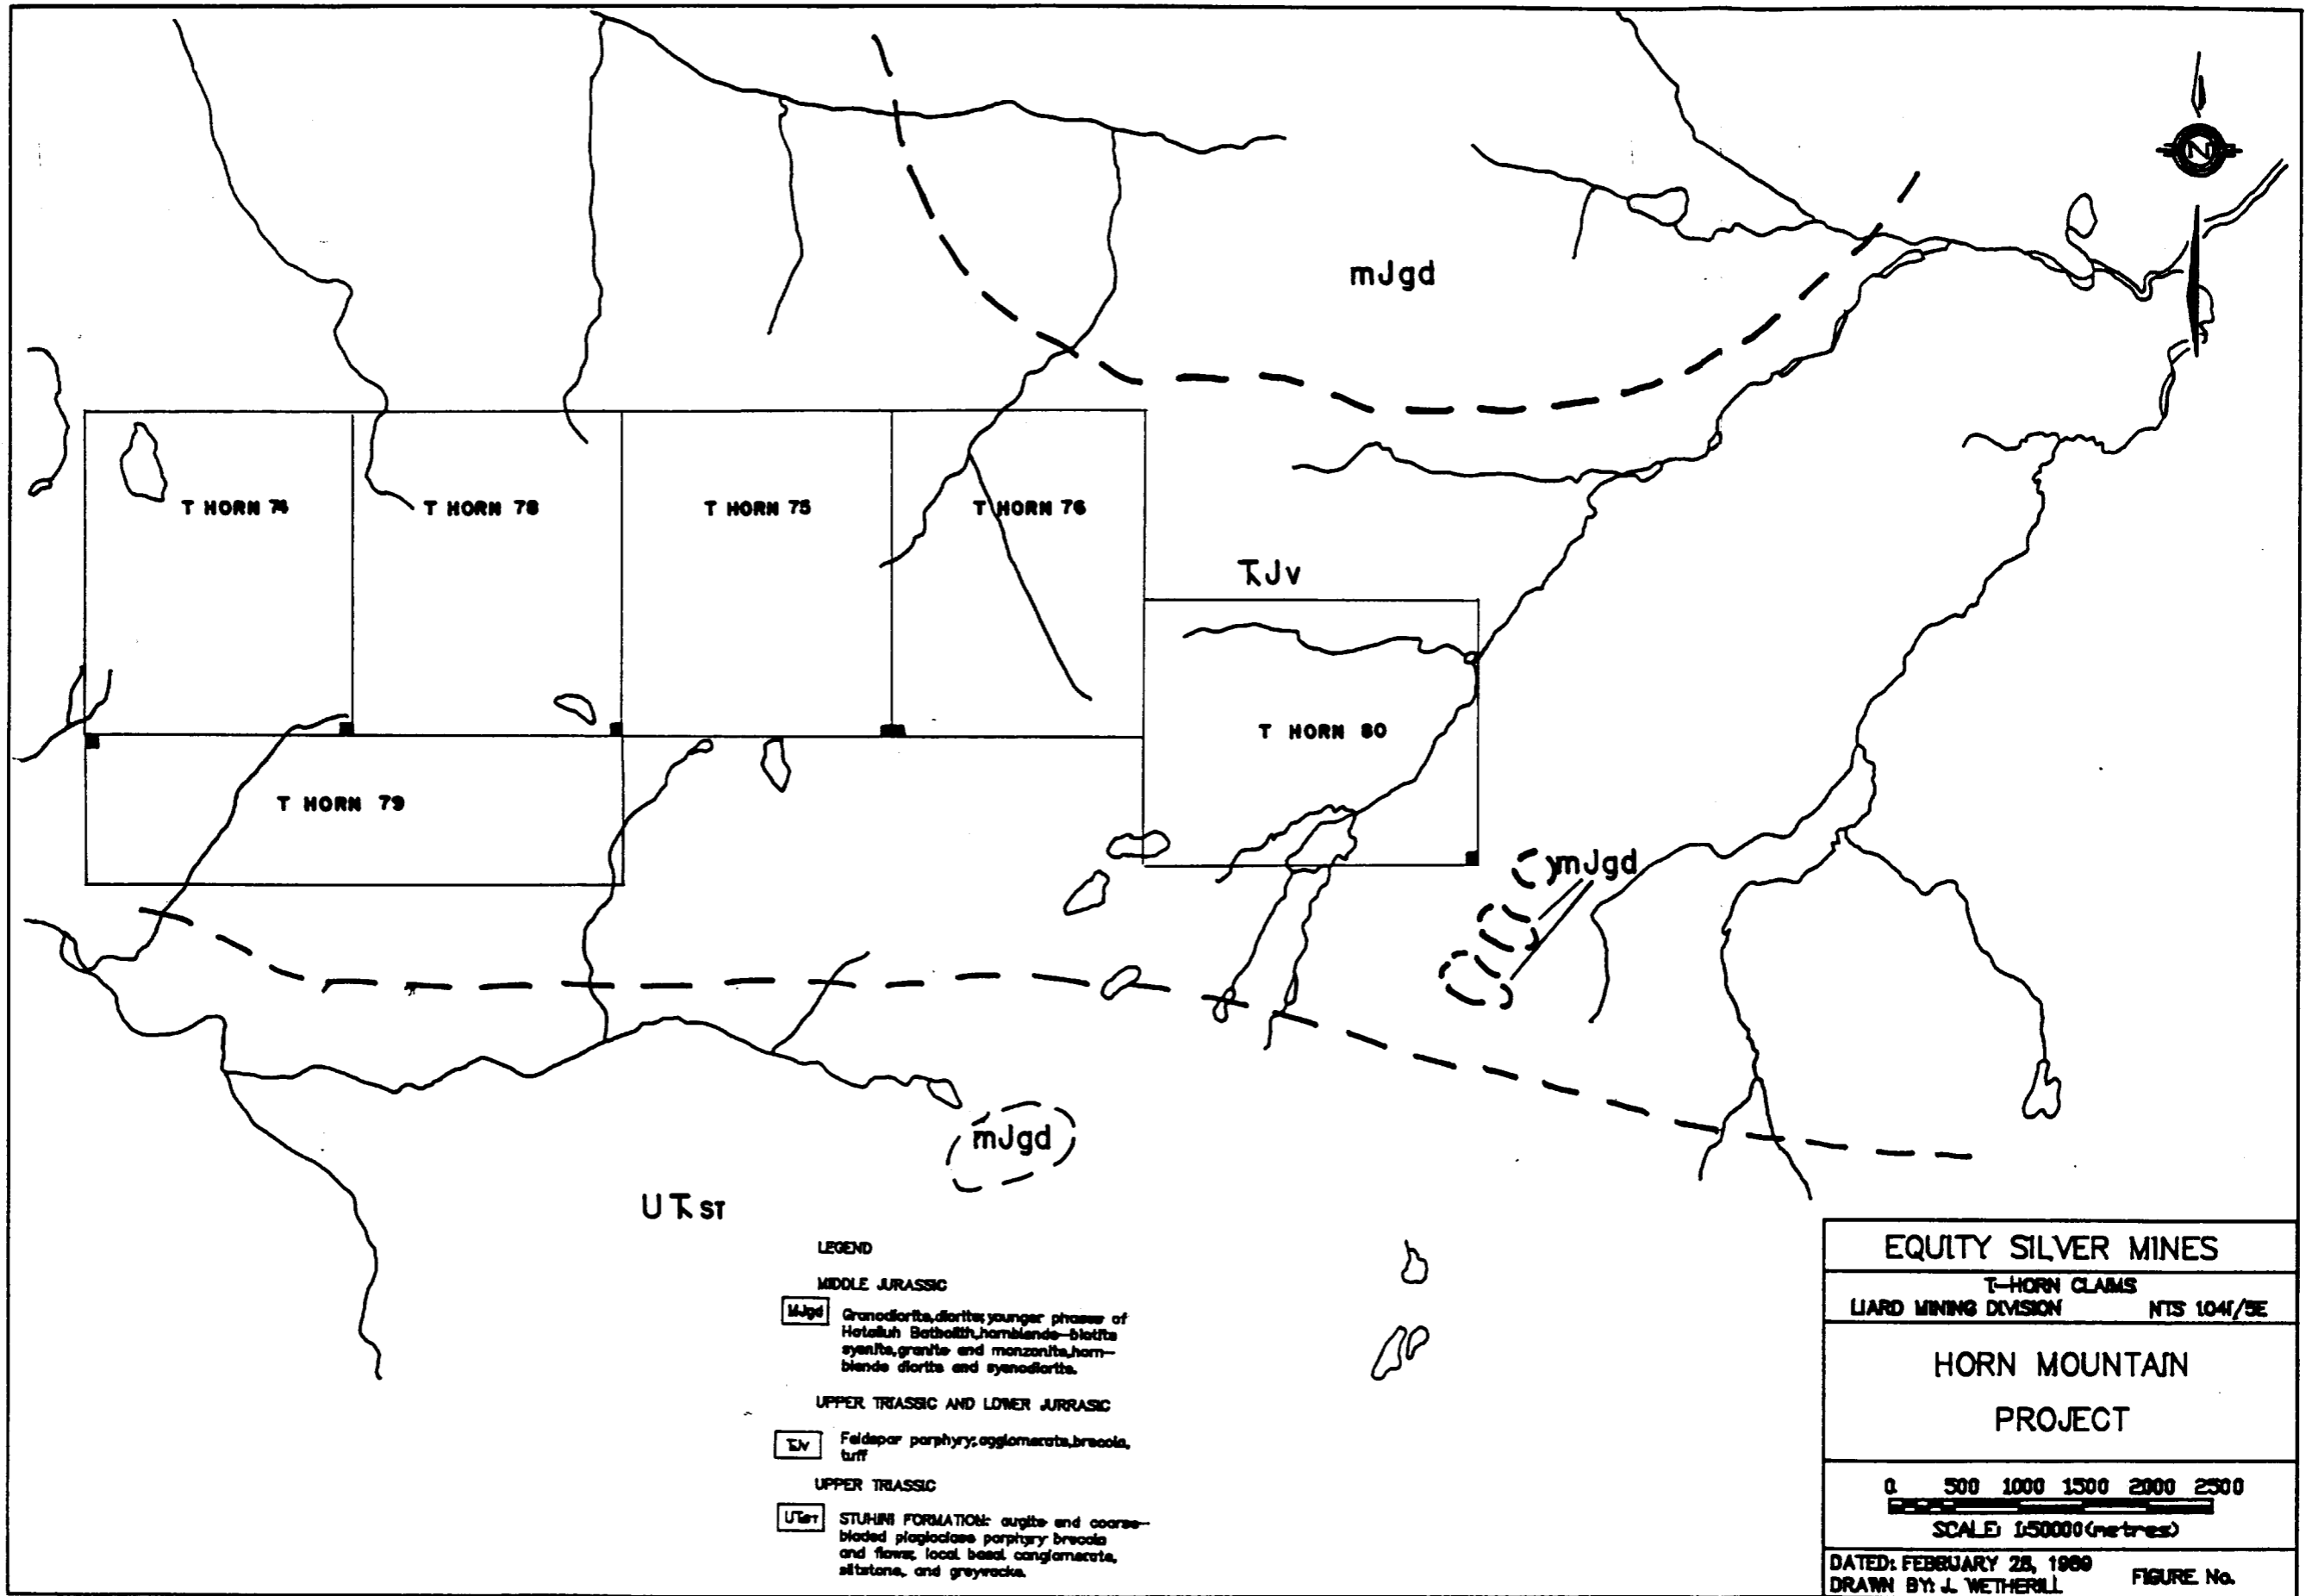 N
mJgd
T HORN 74
T HORN 78
T HORN 75
T HORN 76
TJv
T HORN 80
T HORN 79
mJgd
mJgd
UTST
LEGEND
MIDDLE JURASSIC
MJgd
Granodiorite,diorite; younger phases of
Hotailuh Batholith,hornblende-biotite
syenite,granite and monzonite,horn-
blende diorite and syenodiorite.
UPPER TRIASSIC AND LOWER JURRASIC
TJV
Feldspar porphyry; agglomerate,breccia,
tuff
UPPER TRIASSIC
UTST
STUHINI FORMATION: augite and coarse-
bladed plagioclase porphyry breccia
and flows, local basal conglomerate,
siltstone, and greywacke.
EQUITY SILVER MINES
T-HORN CLAIMS
LIARD MINING DIVISION NTS 104I/5E
HORN MOUNTAIN
PROJECT
0 500 1000 1500 2000 2500
SCALE: 1:50000(metres)
DATED: FEBRUARY 28, 1989 FIGURE No.
DRAWN BY: J. WETHERILL